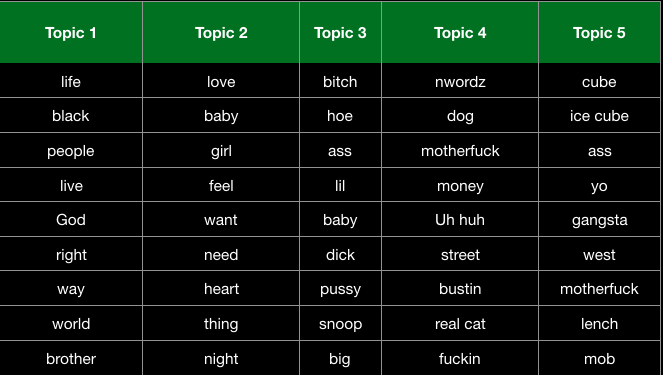 Topic 1 Topic 2 Topic 3 Topic 4 Topic 5
life love bitch nwordz cube
black baby hoe dog ice cube
people girl ass motherfuck ass
live feel lil money yo
God want baby Uh huh gangsta
right need dick street west
way heart pussy bustin motherfuck
world thing snoop real cat lench
brother night big fuckin mob